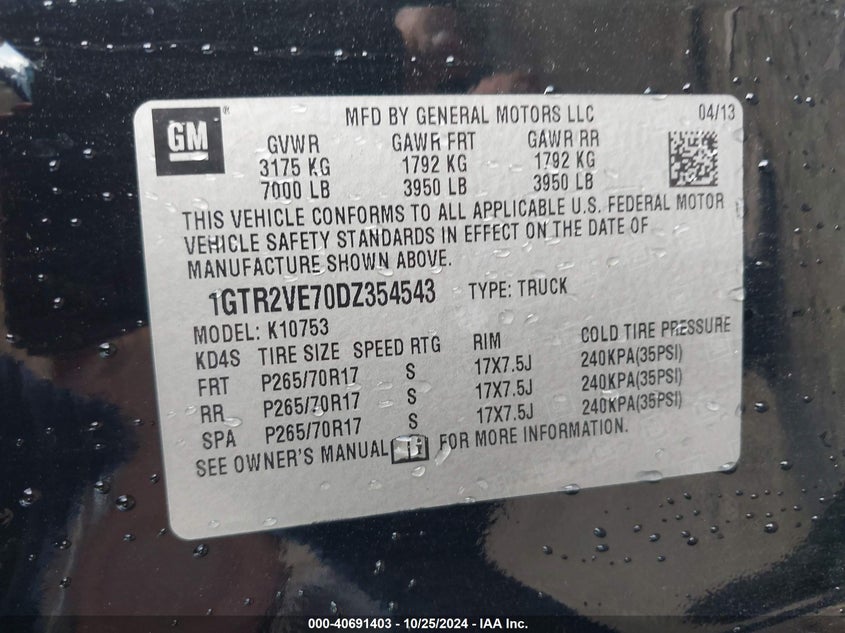 GM ® MFD BY GENERAL MOTORS LLC 04/13
GVWR GAWR FRT GAWR RR
3175 KG 1792 KG 1792 KG
7000 LB 3950 LB 3950 LB
THIS VEHICLE CONFORMS TO ALL APPLICABLE U.S. FEDERAL MOTOR
VEHICLE SAFETY STANDARDS IN EFFECT ON THE DATE OF
MANUFACTURE SHOWN ABOVE.
1GTR2VE70DZ354543 TYPE: TRUCK
MODEL: K10753
KD4S TIRE SIZE SPEED RTG RIM COLD TIRE PRESSURE
FRT P265/70R17 S 17X7.5J 240KPA(35PSI)
RR P265/70R17 S 17X7.5J 240KPA(35PSI)
SPA P265/70R17 S 17X7.5J 240KPA(35PSI)
SEE OWNER'S MANUAL i FOR MORE INFORMATION.
000-40691403 - 10/25/2024 - IAA Inc.